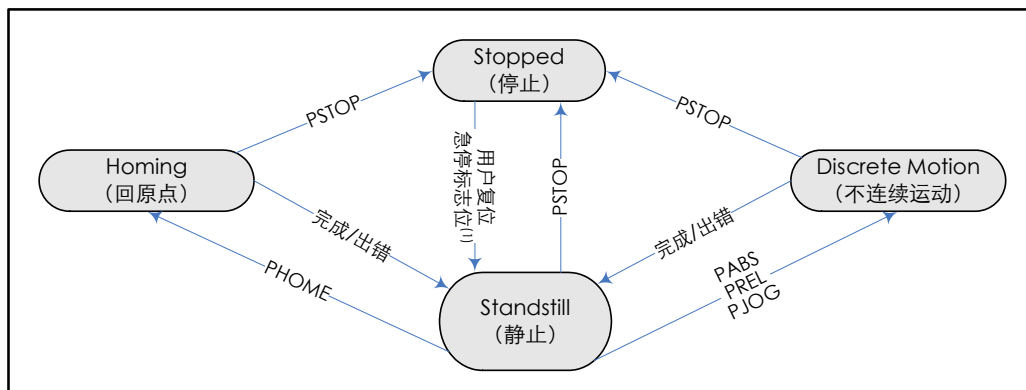 Stopped
（停止）
PSTOP
PSTOP
用户复位
急停标志位(1)
PSTOP
Homing
（回原点）
Discrete Motion
（不连续运动）
完成/出错
完成/出错
PHOME
PABS
PREL
PJOG
Standstill
（静止）